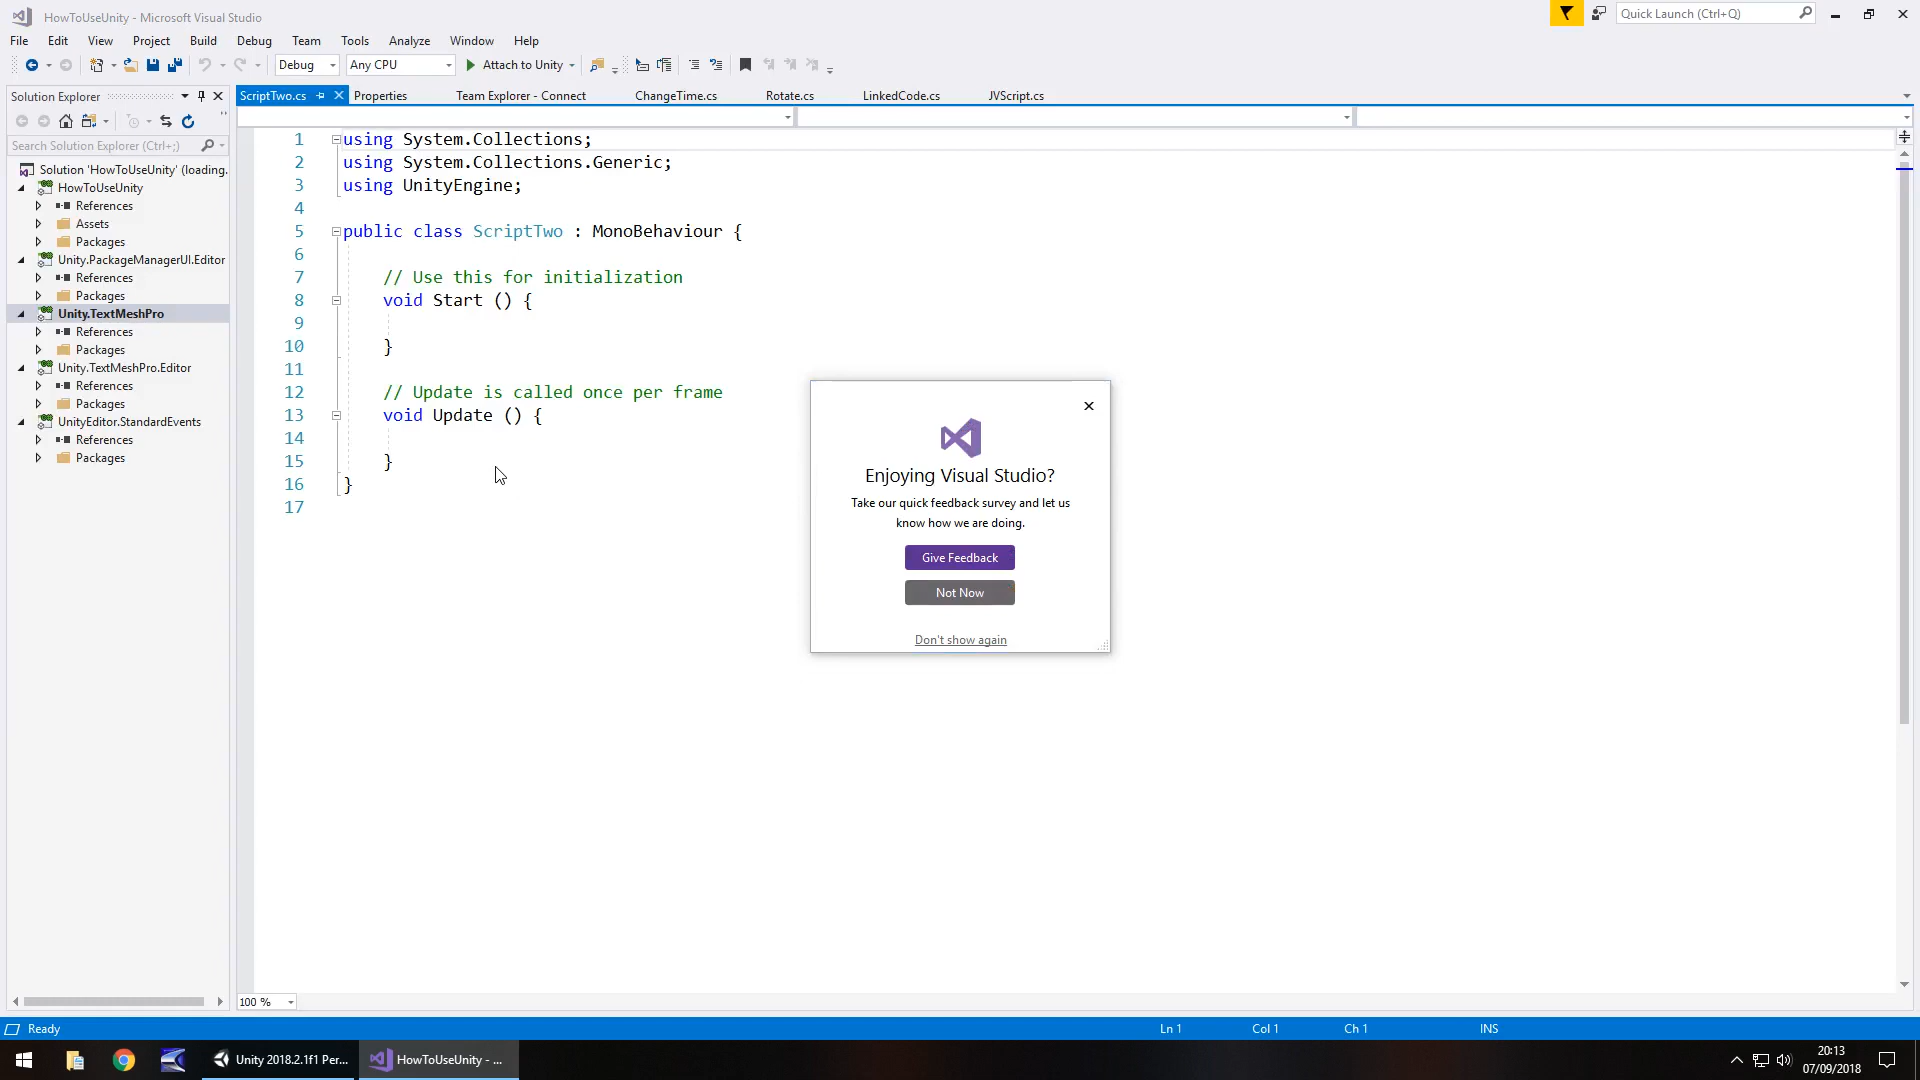 HowToUseUnity - Microsoft Visual Studio
Quick Launch (Ctrl+Q)
File Edit View Project Build Debug Team Tools Analyze Window Help
Debug Any CPU Attach to Unity
Solution Explorer
ScriptTwo.cs Properties Team Explorer - Connect ChangeTime.cs Rotate.cs LinkedCode.cs JVScript.cs
Search Solution Explorer (Ctrl+;)
Solution 'HowToUseUnity' (loading.
HowToUseUnity
References
Assets
Packages
Unity.PackageManagerUI.Editor
References
Packages
Unity.TextMeshPro
References
Packages
Unity.TextMeshPro.Editor
References
Packages
UnityEditor.StandardEvents
References
Packages
1 using System.Collections;
2 using System.Collections.Generic;
3 using UnityEngine;
4
5 public class ScriptTwo : MonoBehaviour {
6
7 // Use this for initialization
8 void Start () {
9
10 }
11
12 // Update is called once per frame
13 void Update () {
14
15 }
16 }
17
Enjoying Visual Studio?
Take our quick feedback survey and let us
know how we are doing.
Give Feedback
Not Now
Don't show again
100 %
Ready Ln 1 Col 1 Ch 1 INS
Unity 2018.2.1f1 Per... HowToUseUnity - ...
20:13
07/09/2018